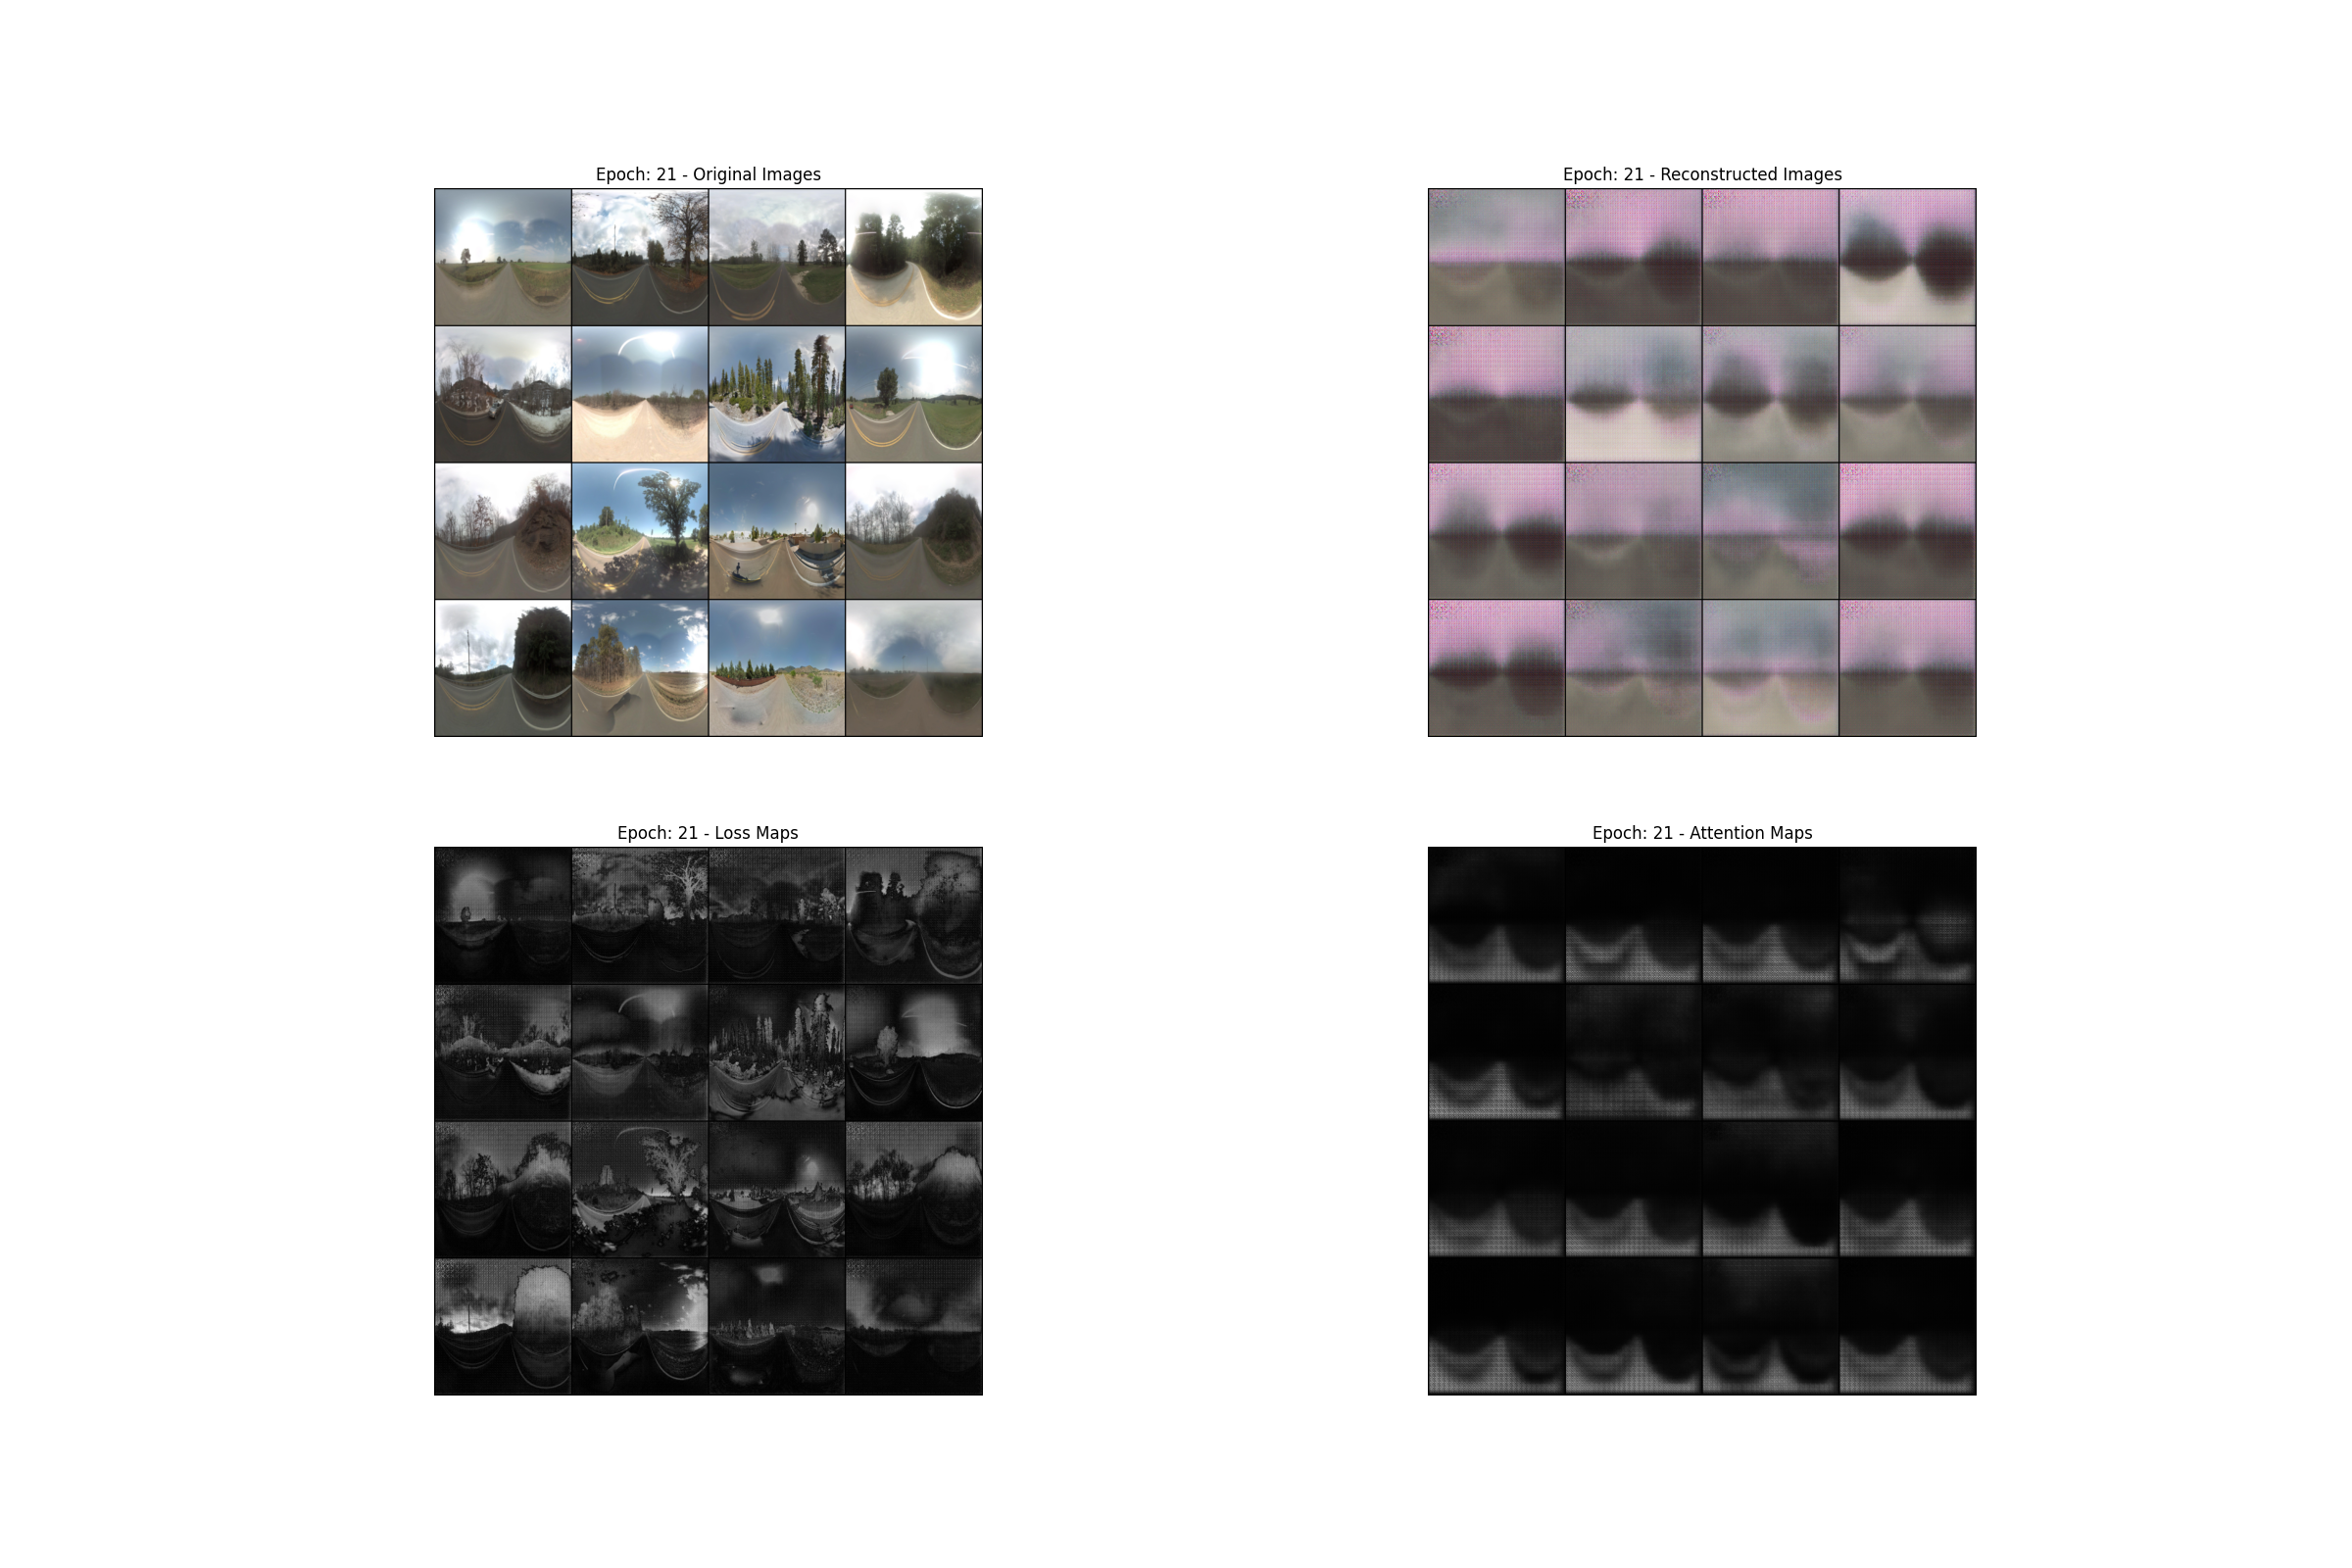 Epoch: 21 - Original Images
Epoch: 21 - Reconstructed Images
Epoch: 21 - Loss Maps
Epoch: 21 - Attention Maps